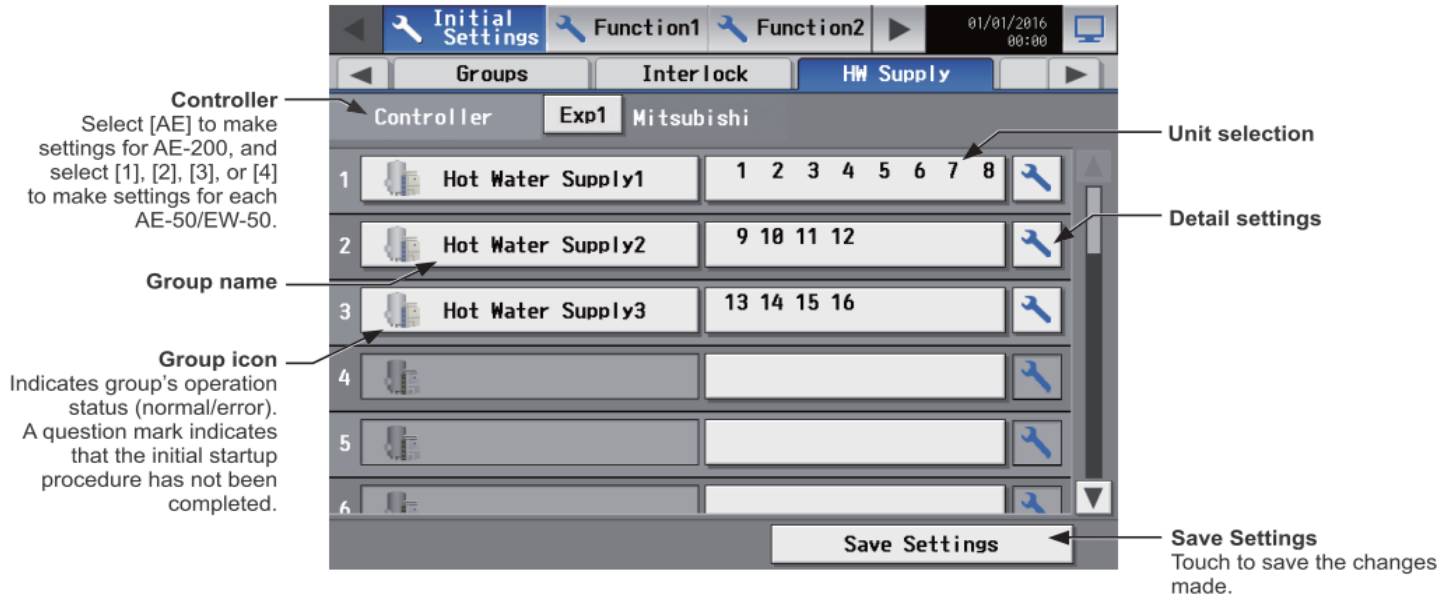 Initial
Settings
Function1
Function2
01/01/2016
00:00
Groups
Interlock
HW Supply
Controller
Exp1
Mitsubishi
1 Hot Water Supply1 1 2 3 4 5 6 7 8
2 Hot Water Supply2 9 10 11 12
3 Hot Water Supply3 13 14 15 16
4
5
6
Save Settings
Controller
Select [AE] to make
settings for AE-200, and
select [1], [2], [3], or [4]
to make settings for each
AE-50/EW-50.
Group name
Group icon
Indicates group’s operation
status (normal/error).
A question mark indicates
that the initial startup
procedure has not been
completed.
Unit selection
Detail settings
Save Settings
Touch to save the changes
made.